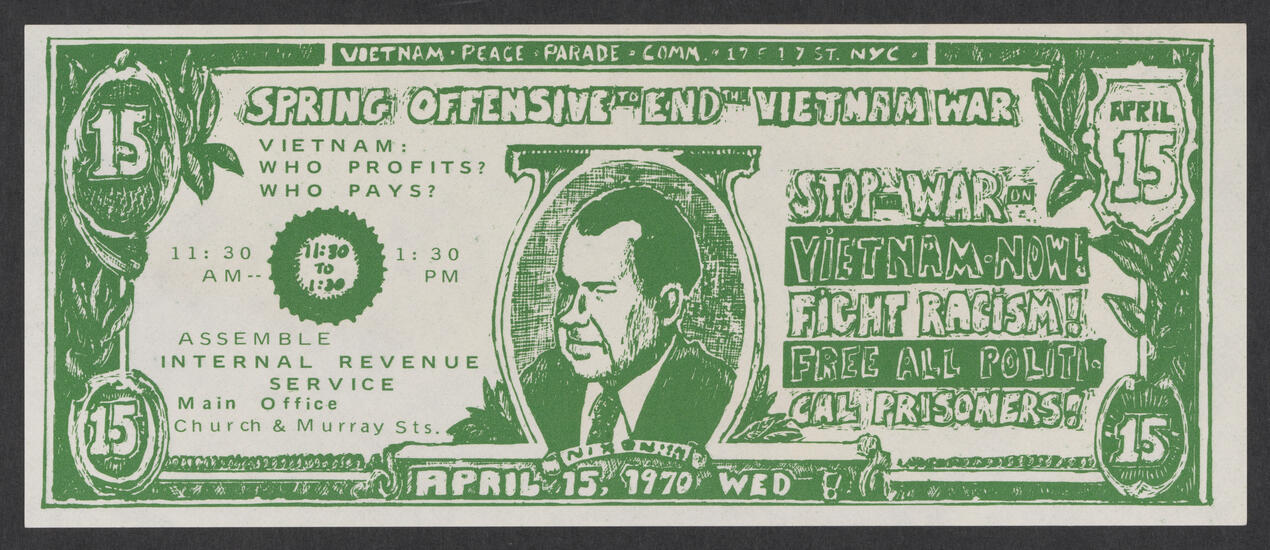 VIETNAM · PEACE · PARADE · COMM. · 17 E 17 ST. NYC ·
SPRING OFFENSIVE TO END THE VIETNAM WAR
15
APRIL
15
VIETNAM:
WHO PROFITS?
WHO PAYS?
11:30
AM--
11:30
TO
1:30
1:30
PM
ASSEMBLE
INTERNAL REVENUE
SERVICE
Main Office
Church & Murray Sts.
STOP THE WAR ON
VIETNAM·NOW!
FIGHT RACISM!
FREE ALL POLITI-
CAL PRISONERS!
15
15
APRIL 15, 1970 WED !